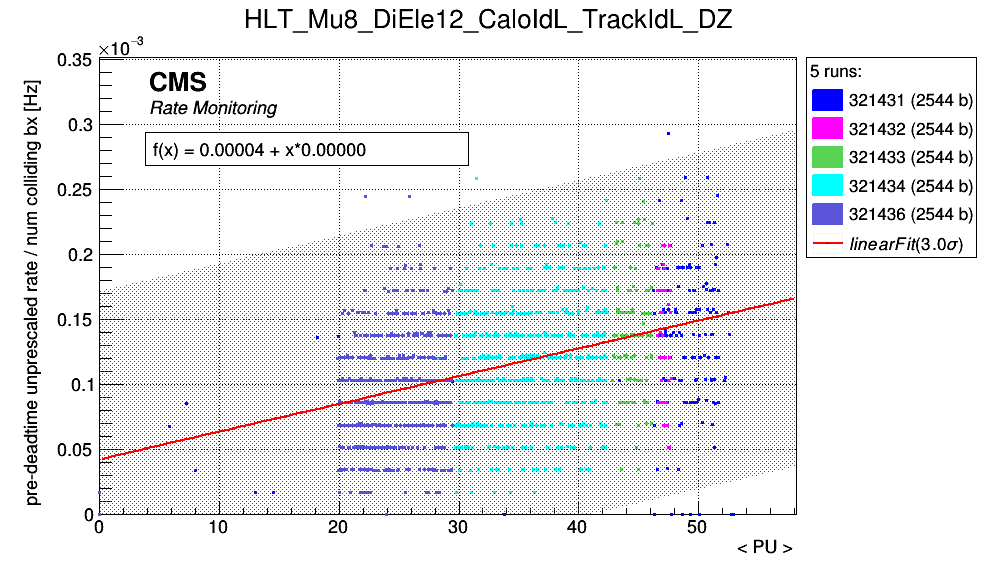 HLT_Mu8_DiEle12_CaloIdL_TrackIdL_DZ
×10⁻³
0.35
0.3
0.25
0.2
0.15
0.1
0.05
0
pre-deadtime unprescaled rate / num colliding bx [Hz]
CMS
Rate Monitoring
f(x) = 0.00004 + x*0.00000
0 10 20 30 40 50
< PU >
5 runs:
321431 (2544 b)
321432 (2544 b)
321433 (2544 b)
321434 (2544 b)
321436 (2544 b)
linearFit(3.0σ)